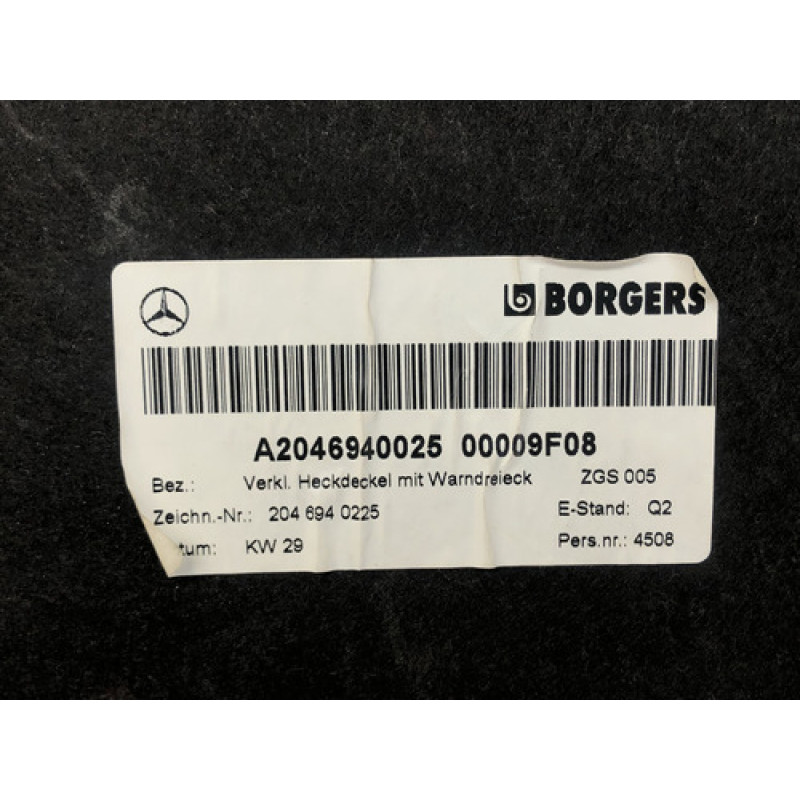 BORGERS
A2046940025 00009F08
Bez.: Verkl. Heckdeckel mit Warndreieck ZGS 005
Zeichn.-Nr.: 204 694 0225 E-Stand: Q2
tum: KW 29 Pers.nr.: 4508